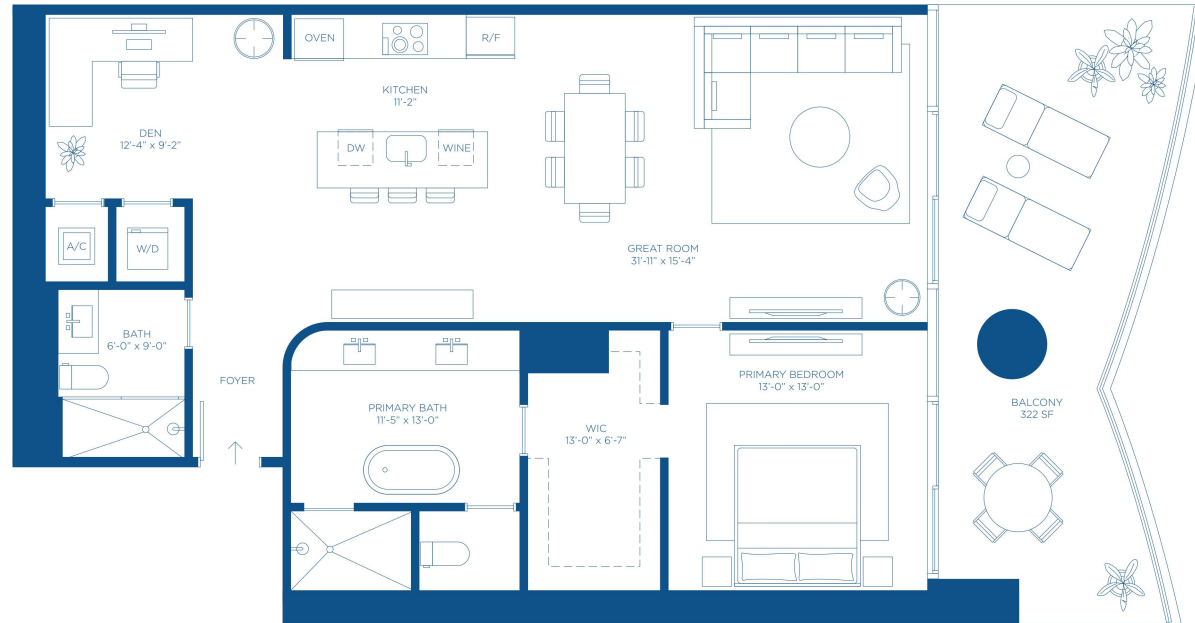 OVEN
R/F
KITCHEN
11'-2"
DEN
12'-4" x 9'-2"
DW
WINE
A/C
W/D
GREAT ROOM
31'-11" x 15'-4"
BATH
6'-0" x 9'-0"
FOYER
PRIMARY BATH
11'-5" x 13'-0"
WIC
13'-0" x 6'-7"
PRIMARY BEDROOM
13'-0" x 13'-0"
BALCONY
322 SF